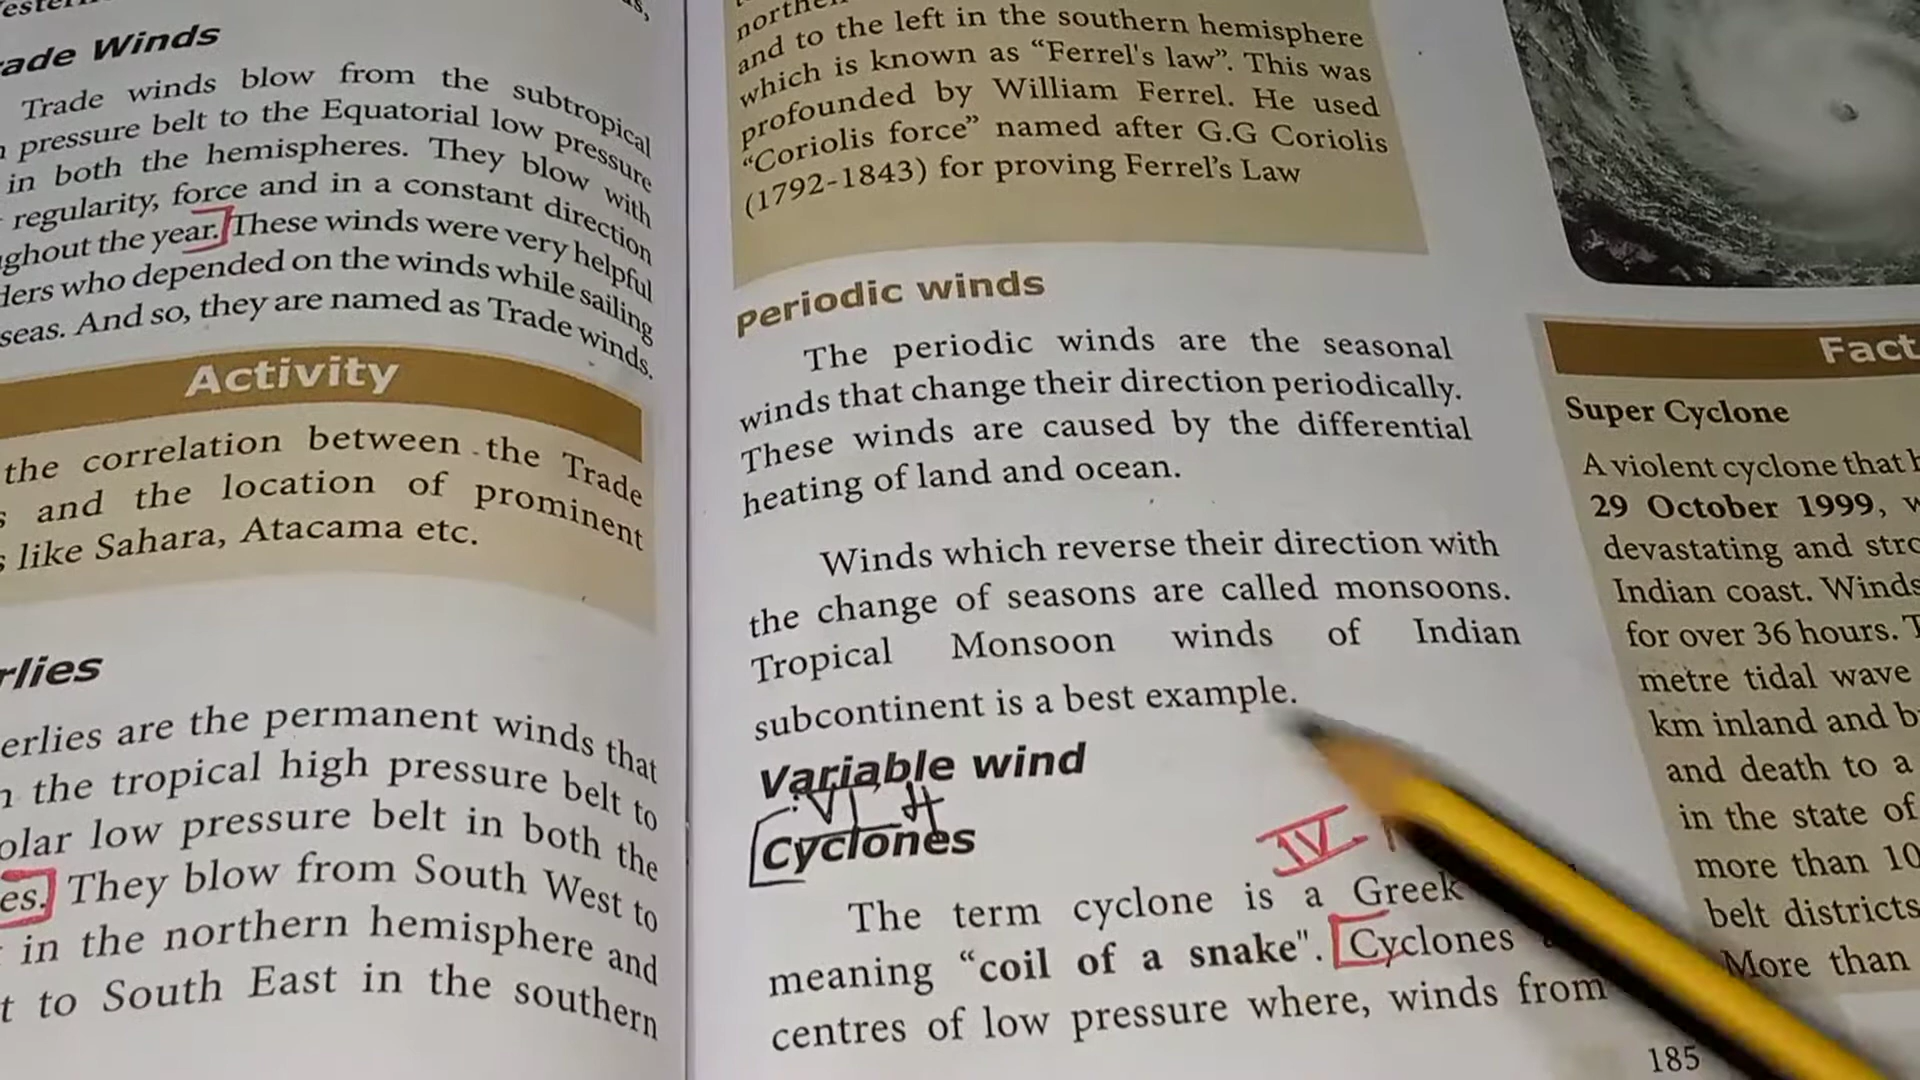 ade Winds
Trade winds blow from the subtropical
pressure belt to the Equatorial low pressure
in both the hemispheres. They blow with
regularity, force and in a constant direction
ghout the year. These winds were very helpful
ders who depended on the winds while sailing
seas. And so, they are named as Trade winds.
Activity
the correlation between the Trade
s and the location of prominent
s like Sahara, Atacama etc.
rlies
erlies are the permanent winds that
the tropical high pressure belt to
olar low pressure belt in both the
es. They blow from South West to
in the northern hemisphere and
t to South East in the southern
northe
and to the left in the southern hemisphere
which is known as “Ferrel's law”. This was
profounded by William Ferrel. He used
“Coriolis force” named after G.G Coriolis
(1792-1843) for proving Ferrel’s Law
Periodic winds
The periodic winds are the seasonal
winds that change their direction periodically.
These winds are caused by the differential
heating of land and ocean.
Winds which reverse their direction with
the change of seasons are called monsoons.
Tropical Monsoon winds of Indian
subcontinent is a best example.
Variable wind
VI
Cyclones
IV
The term cyclone is a Greek
meaning “coil of a snake". Cyclones
centres of low pressure where, winds from
185
Fact
Super Cyclone
A violent cyclone that h
29 October 1999, w
devastating and stro
Indian coast. Winds
for over 36 hours. T
metre tidal wave
km inland and b
and death to a
in the state of
more than 10
belt districts
More than